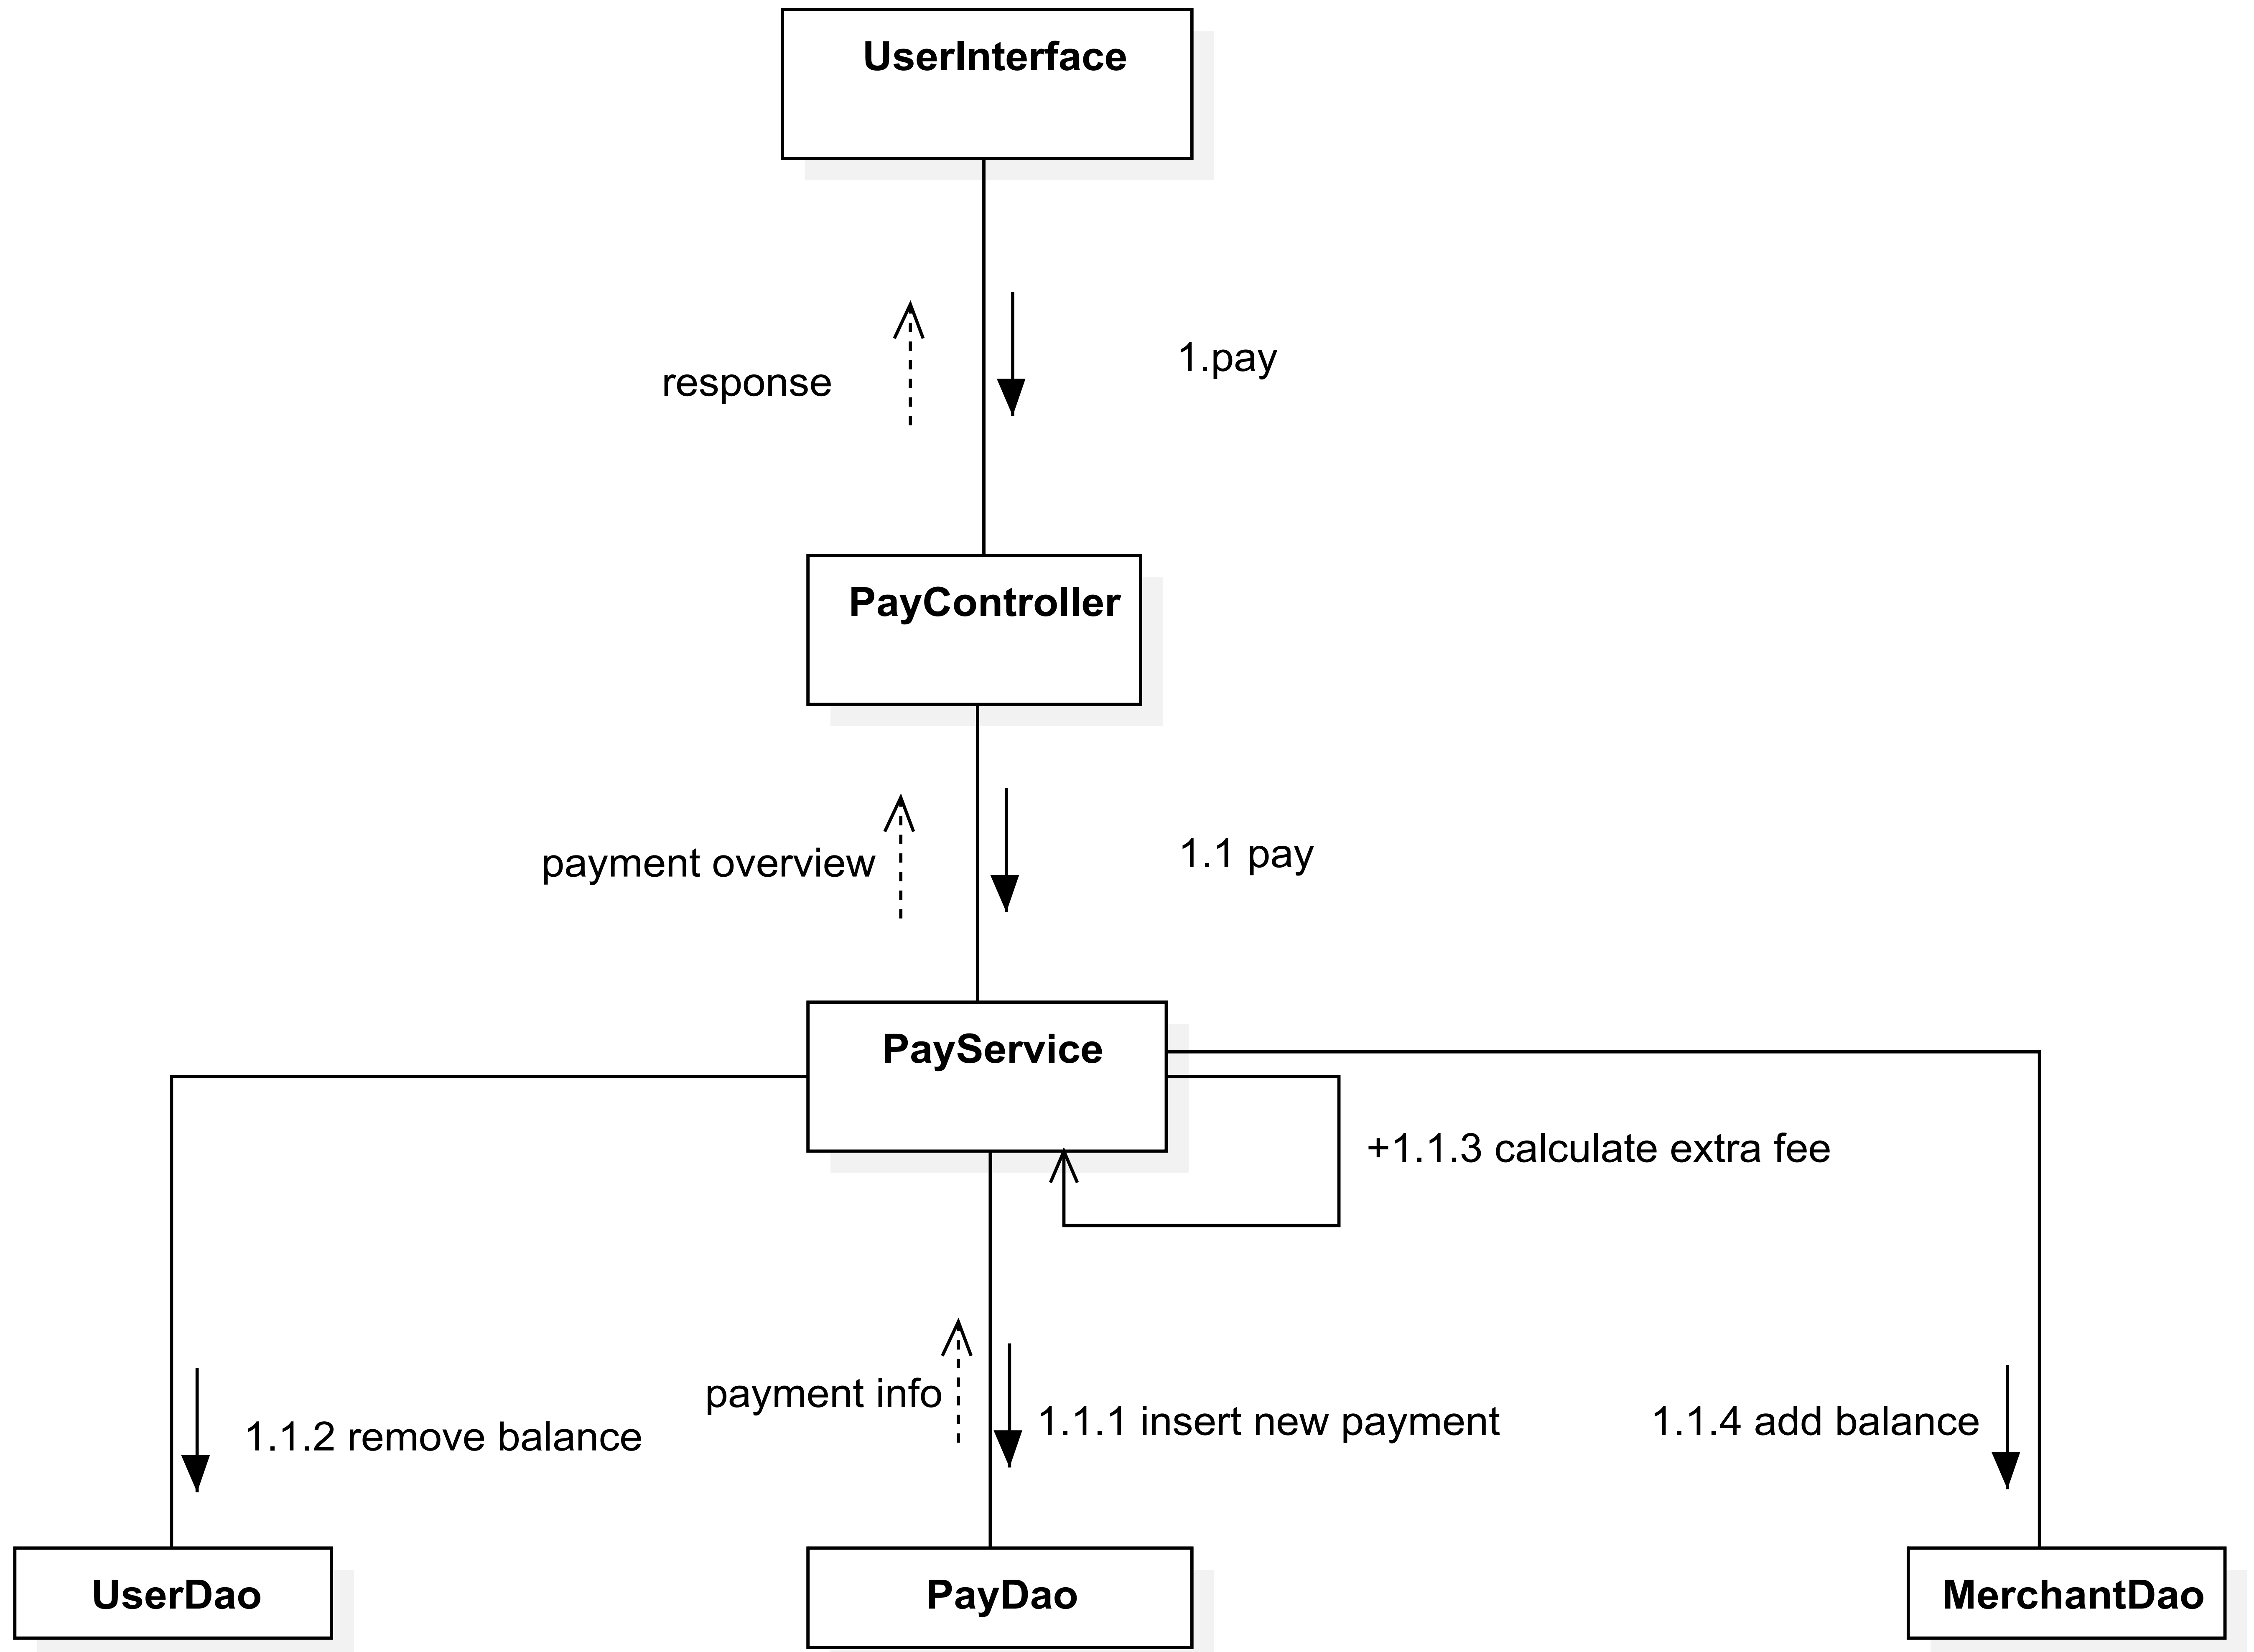 UserInterface
response
1.pay
PayController
payment overview
1.1 pay
PayService
+1.1.3 calculate extra fee
payment info
1.1.1 insert new payment
1.1.4 add balance
1.1.2 remove balance
UserDao
PayDao
MerchantDao